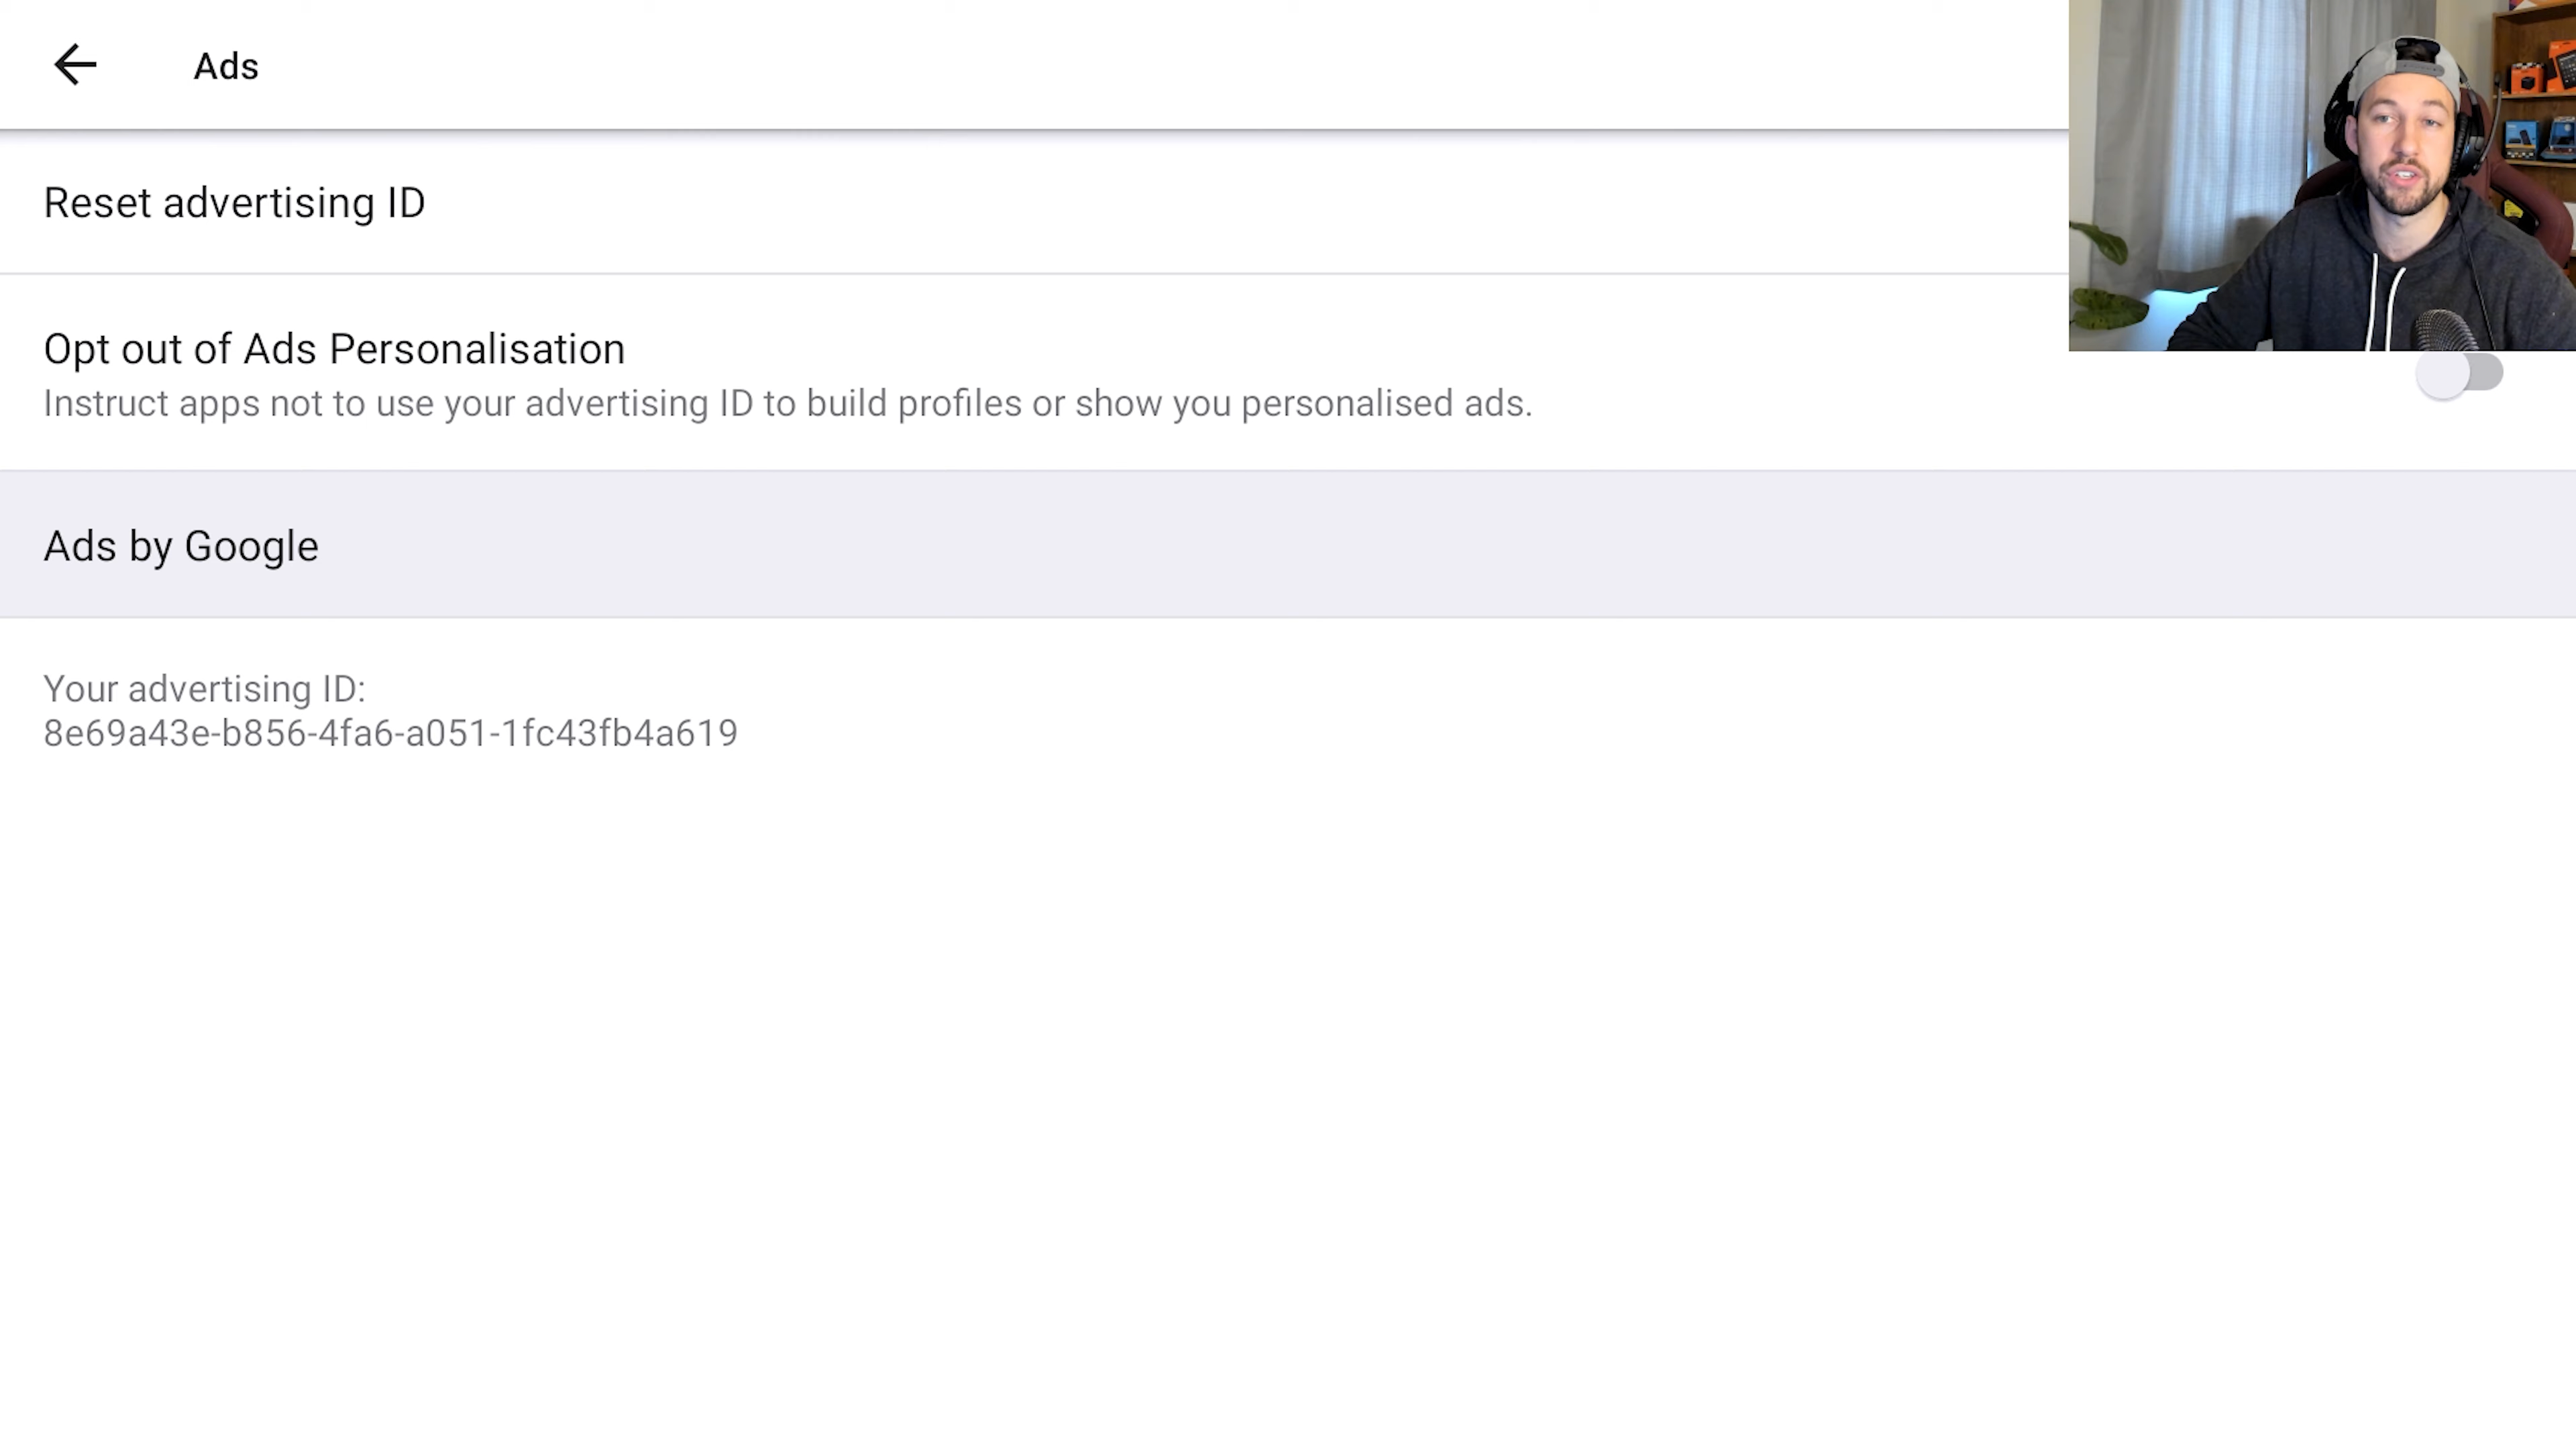 Ads
Reset advertising ID
Opt out of Ads Personalisation
Instruct apps not to use your advertising ID to build profiles or show you personalised ads.
Ads by Google
Your advertising ID:
8e69a43e-b856-4fa6-a051-1fc43fb4a619